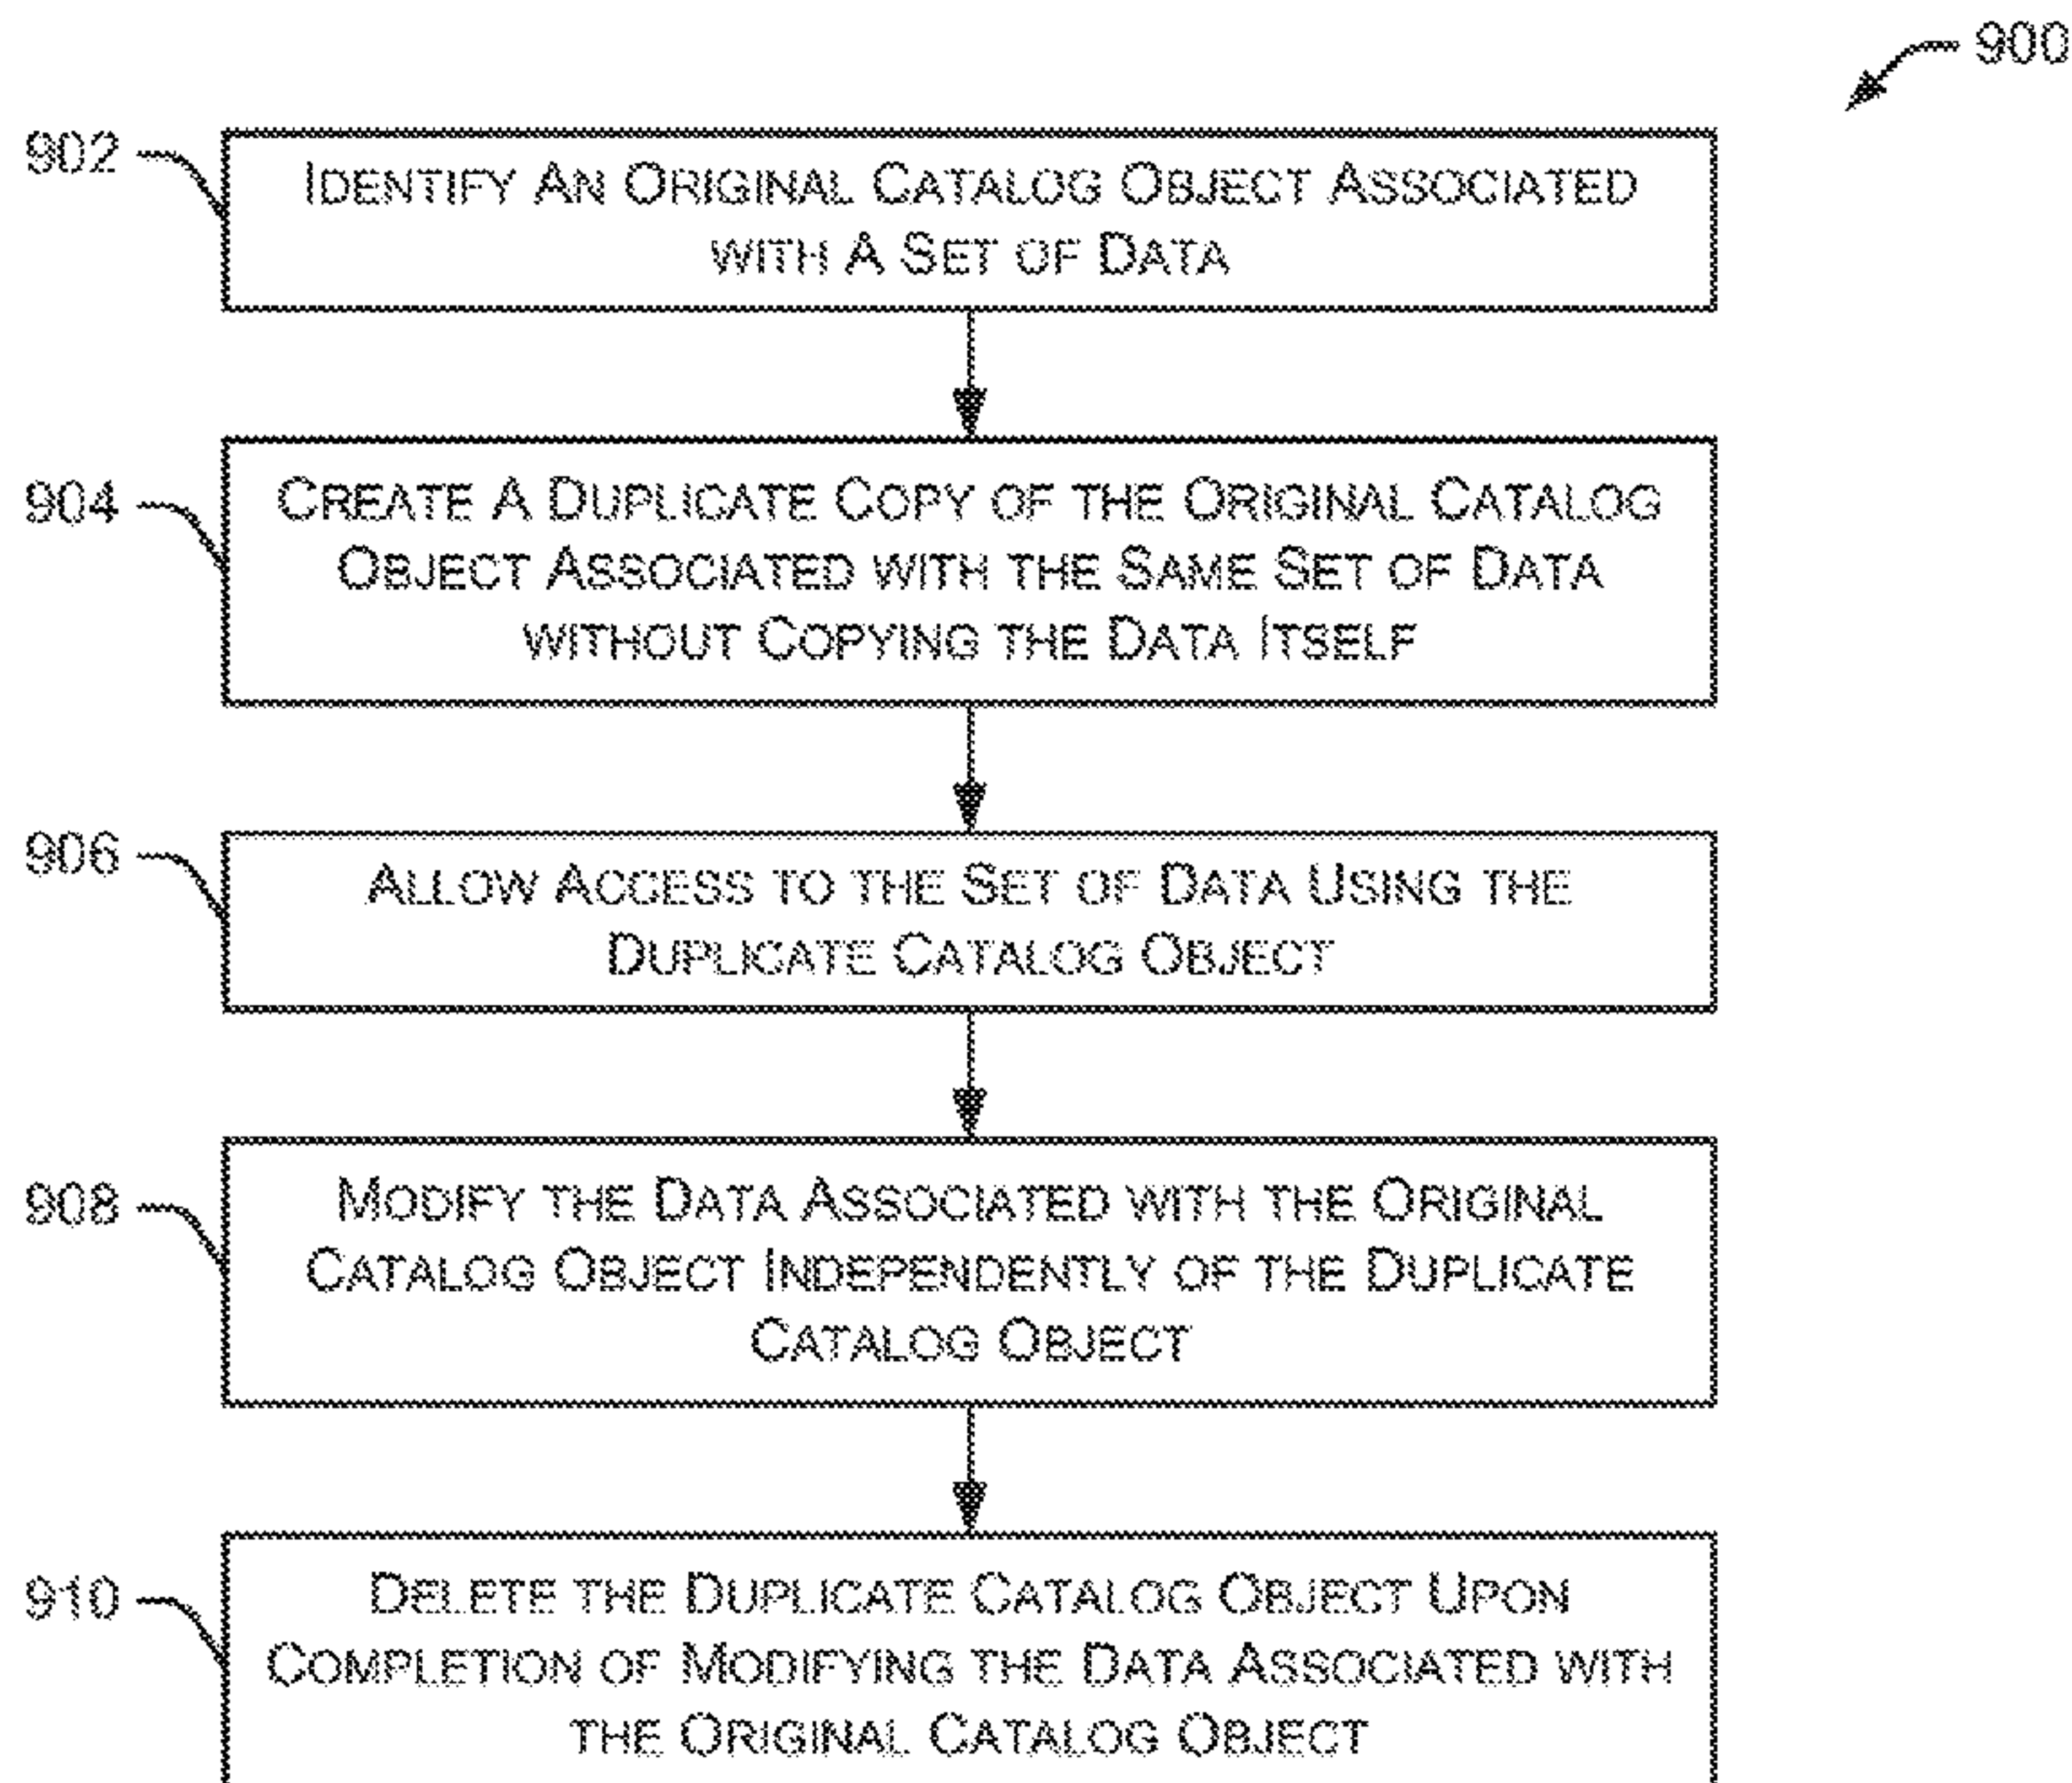 900
902
IDENTIFY AN ORIGINAL CATALOG OBJECT ASSOCIATED
WITH A SET OF DATA
904
CREATE A DUPLICATE COPY OF THE ORIGINAL CATALOG
OBJECT ASSOCIATED WITH THE SAME SET OF DATA
WITHOUT COPYING THE DATA ITSELF
906
ALLOW ACCESS TO THE SET OF DATA USING THE
DUPLICATE CATALOG OBJECT
908
MODIFY THE DATA ASSOCIATED WITH THE ORIGINAL
CATALOG OBJECT INDEPENDENTLY OF THE DUPLICATE
CATALOG OBJECT
910
DELETE THE DUPLICATE CATALOG OBJECT UPON
COMPLETION OF MODIFYING THE DATA ASSOCIATED WITH
THE ORIGINAL CATALOG OBJECT